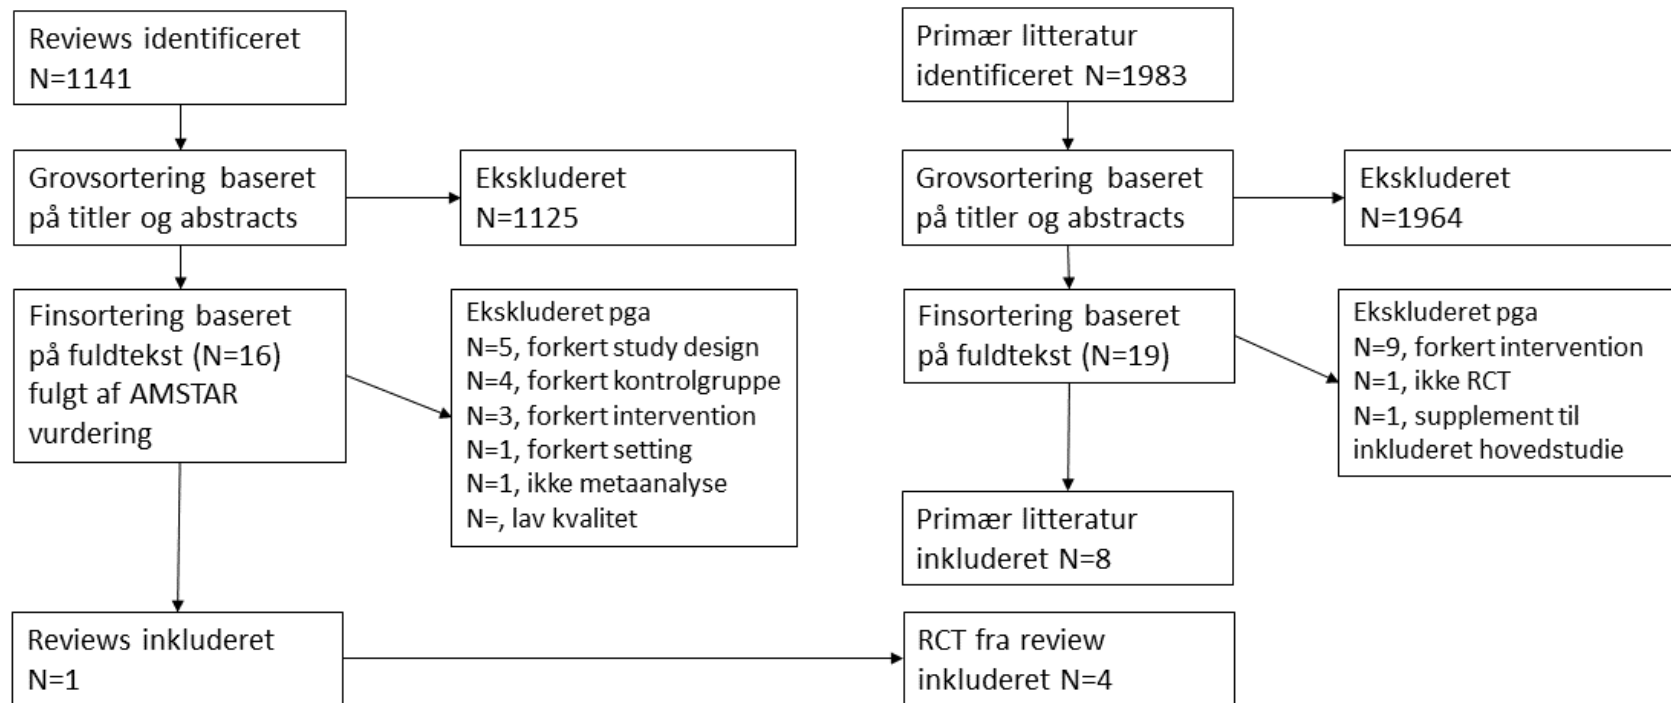 Reviews identificeret
N=1141
Grovsortering baseret
på titler og abstracts
Ekskluderet
N=1125
Finsortering baseret
på fuldtekst (N=16)
fulgt af AMSTAR
vurdering
Ekskluderet pga
N=5, forkert study design
N=4, forkert kontrolgruppe
N=3, forkert intervention
N=1, forkert setting
N=1, ikke metaanalyse
N=, lav kvalitet
Reviews inkluderet
N=1
Primær litteratur
identificeret N=1983
Grovsortering baseret
på titler og abstracts
Ekskluderet
N=1964
Finsortering baseret
på fuldtekst (N=19)
Ekskluderet pga
N=9, forkert intervention
N=1, ikke RCT
N=1, supplement til
inkluderet hovedstudie
Primær litteratur
inkluderet N=8
RCT fra review
inkluderet N=4